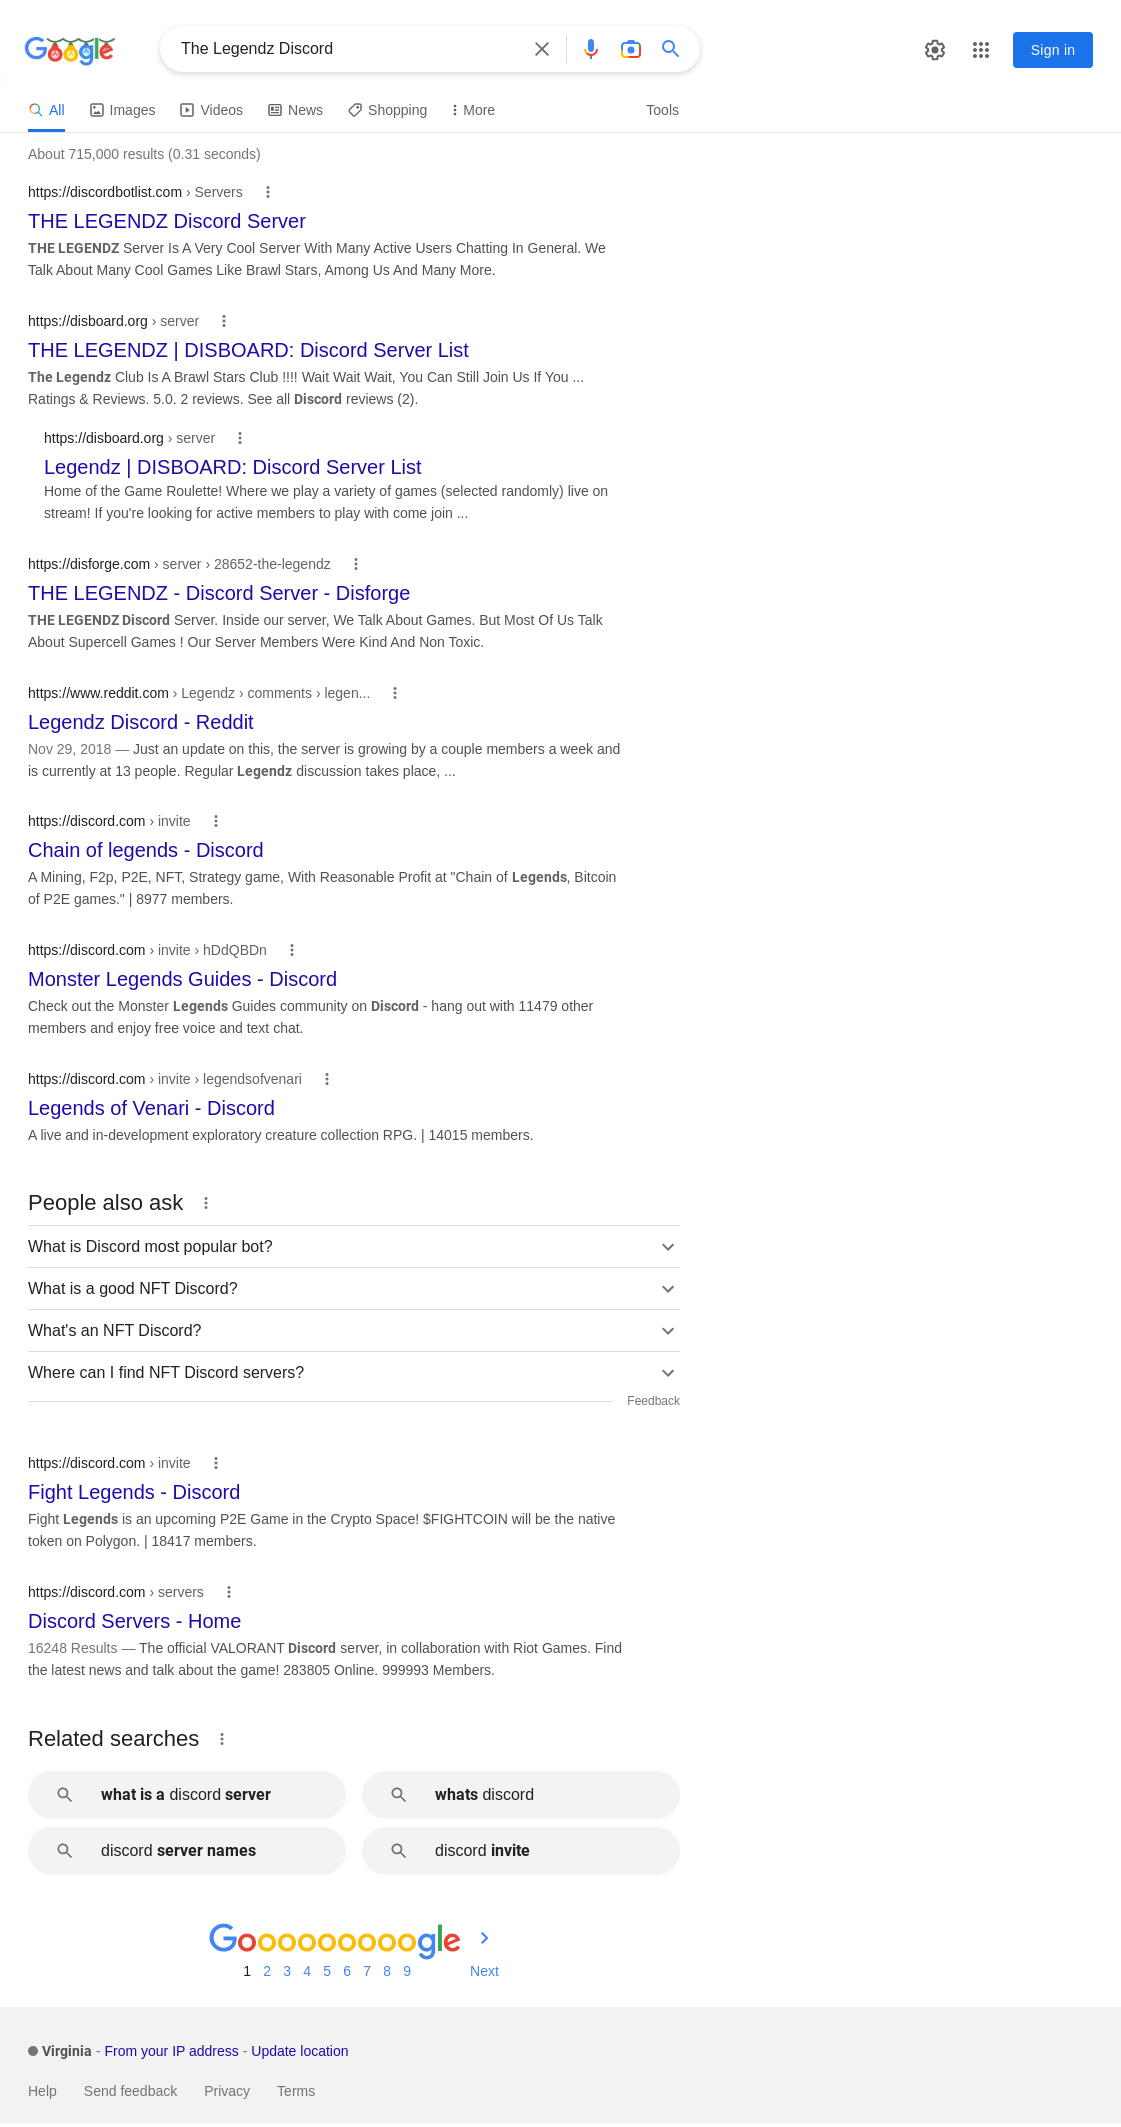 Google
The Legendz Discord
Sign in
All Images Videos News Shopping More Tools
About 715,000 results (0.31 seconds)
https://discordbotlist.com › Servers
THE LEGENDZ Discord Server
THE LEGENDZ Server Is A Very Cool Server With Many Active Users Chatting In General. We
Talk About Many Cool Games Like Brawl Stars, Among Us And Many More.
https://disboard.org › server
THE LEGENDZ | DISBOARD: Discord Server List
The Legendz Club Is A Brawl Stars Club !!!! Wait Wait Wait, You Can Still Join Us If You ...
Ratings & Reviews. 5.0. 2 reviews. See all Discord reviews (2).
https://disboard.org › server
Legendz | DISBOARD: Discord Server List
Home of the Game Roulette! Where we play a variety of games (selected randomly) live on
stream! If you're looking for active members to play with come join ...
https://disforge.com › server › 28652-the-legendz
THE LEGENDZ - Discord Server - Disforge
THE LEGENDZ Discord Server. Inside our server, We Talk About Games. But Most Of Us Talk
About Supercell Games ! Our Server Members Were Kind And Non Toxic.
https://www.reddit.com › Legendz › comments › legen...
Legendz Discord - Reddit
Nov 29, 2018 — Just an update on this, the server is growing by a couple members a week and
is currently at 13 people. Regular Legendz discussion takes place, ...
https://discord.com › invite
Chain of legends - Discord
A Mining, F2p, P2E, NFT, Strategy game, With Reasonable Profit at "Chain of Legends, Bitcoin
of P2E games." | 8977 members.
https://discord.com › invite › hDdQBDn
Monster Legends Guides - Discord
Check out the Monster Legends Guides community on Discord - hang out with 11479 other
members and enjoy free voice and text chat.
https://discord.com › invite › legendsofvenari
Legends of Venari - Discord
A live and in-development exploratory creature collection RPG. | 14015 members.
People also ask
What is Discord most popular bot?
What is a good NFT Discord?
What's an NFT Discord?
Where can I find NFT Discord servers?
Feedback
https://discord.com › invite
Fight Legends - Discord
Fight Legends is an upcoming P2E Game in the Crypto Space! $FIGHTCOIN will be the native
token on Polygon. | 18417 members.
https://discord.com › servers
Discord Servers - Home
16248 Results — The official VALORANT Discord server, in collaboration with Riot Games. Find
the latest news and talk about the game! 283805 Online. 999993 Members.
Related searches
what is a discord server
whats discord
discord server names
discord invite
Goooooooooogle
1 2 3 4 5 6 7 8 9 Next
Virginia - From your IP address - Update location
Help Send feedback Privacy Terms